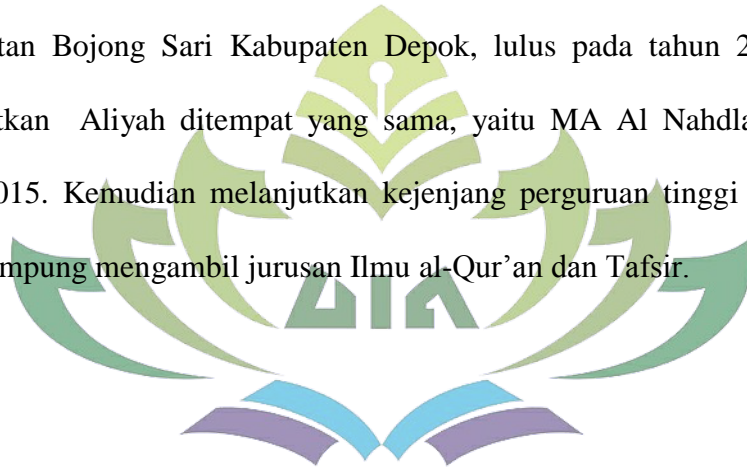 tan Bojong Sari Kabupaten Depok, lulus pada tahun 2
tkan Aliyah ditempat yang sama, yaitu MA Al Nahdla
015. Kemudian melanjutkan kejenjang perguruan tinggi
mpung mengambil jurusan Ilmu al-Qur'an dan Tafsir.
UIN